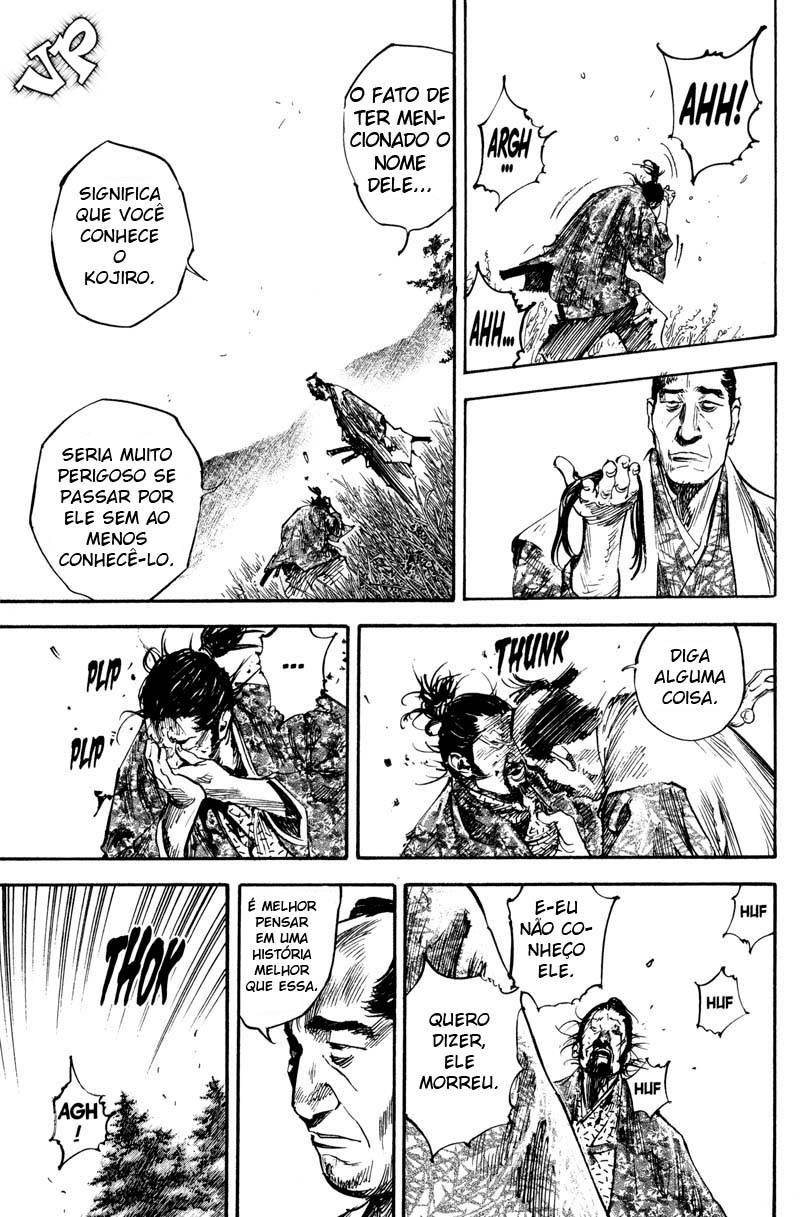 VP
AHH!
ARGH
...
AHH...
O FATO DE
TER MEN-
CIONADO O
NOME
DELE...
SIGNIFICA
QUE VOCÊ
CONHECE
O
KOJIRO.
SERIA MUITO
PERIGOSO SE
PASSAR POR
ELE SEM AO
MENOS
CONHECÊ-LO.
DIGA
ALGUMA
COISA.
THUNK
...
PLIP
PLIP
HUF
E-EU
NÃO CO-
NHEÇO
ELE.
HUF
HUF
QUERO
DIZER,
ELE
MORREU.
É MELHOR
PENSAR
EM UMA
HISTÓRIA
MELHOR
QUE ESSA.
THOK
AGH
!